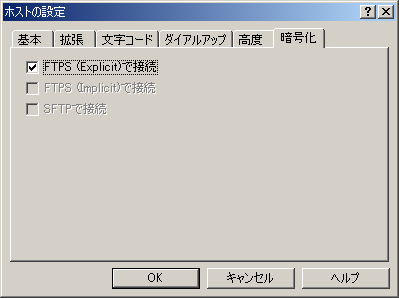 ホストの設定
基本 拡張 文字コード ダイアルアップ 高度 暗号化
FTPS (Explicit)で接続
FTPS (Implicit)で接続
SFTPで接続
OK キャンセル ヘルプ